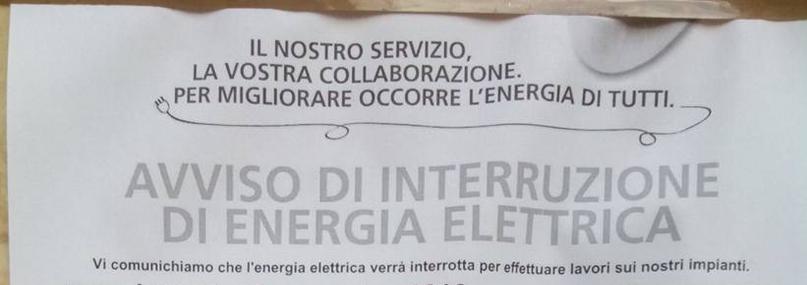 IL NOSTRO SERVIZIO,
LA VOSTRA COLLABORAZIONE.
PER MIGLIORARE OCCORRE L'ENERGIA DI TUTTI.
AVVISO DI INTERRUZIONE
DI ENERGIA ELETTRICA
Vi comunichiamo che l'energia elettrica verrà interrotta per effettuare lavori sui nostri impianti.